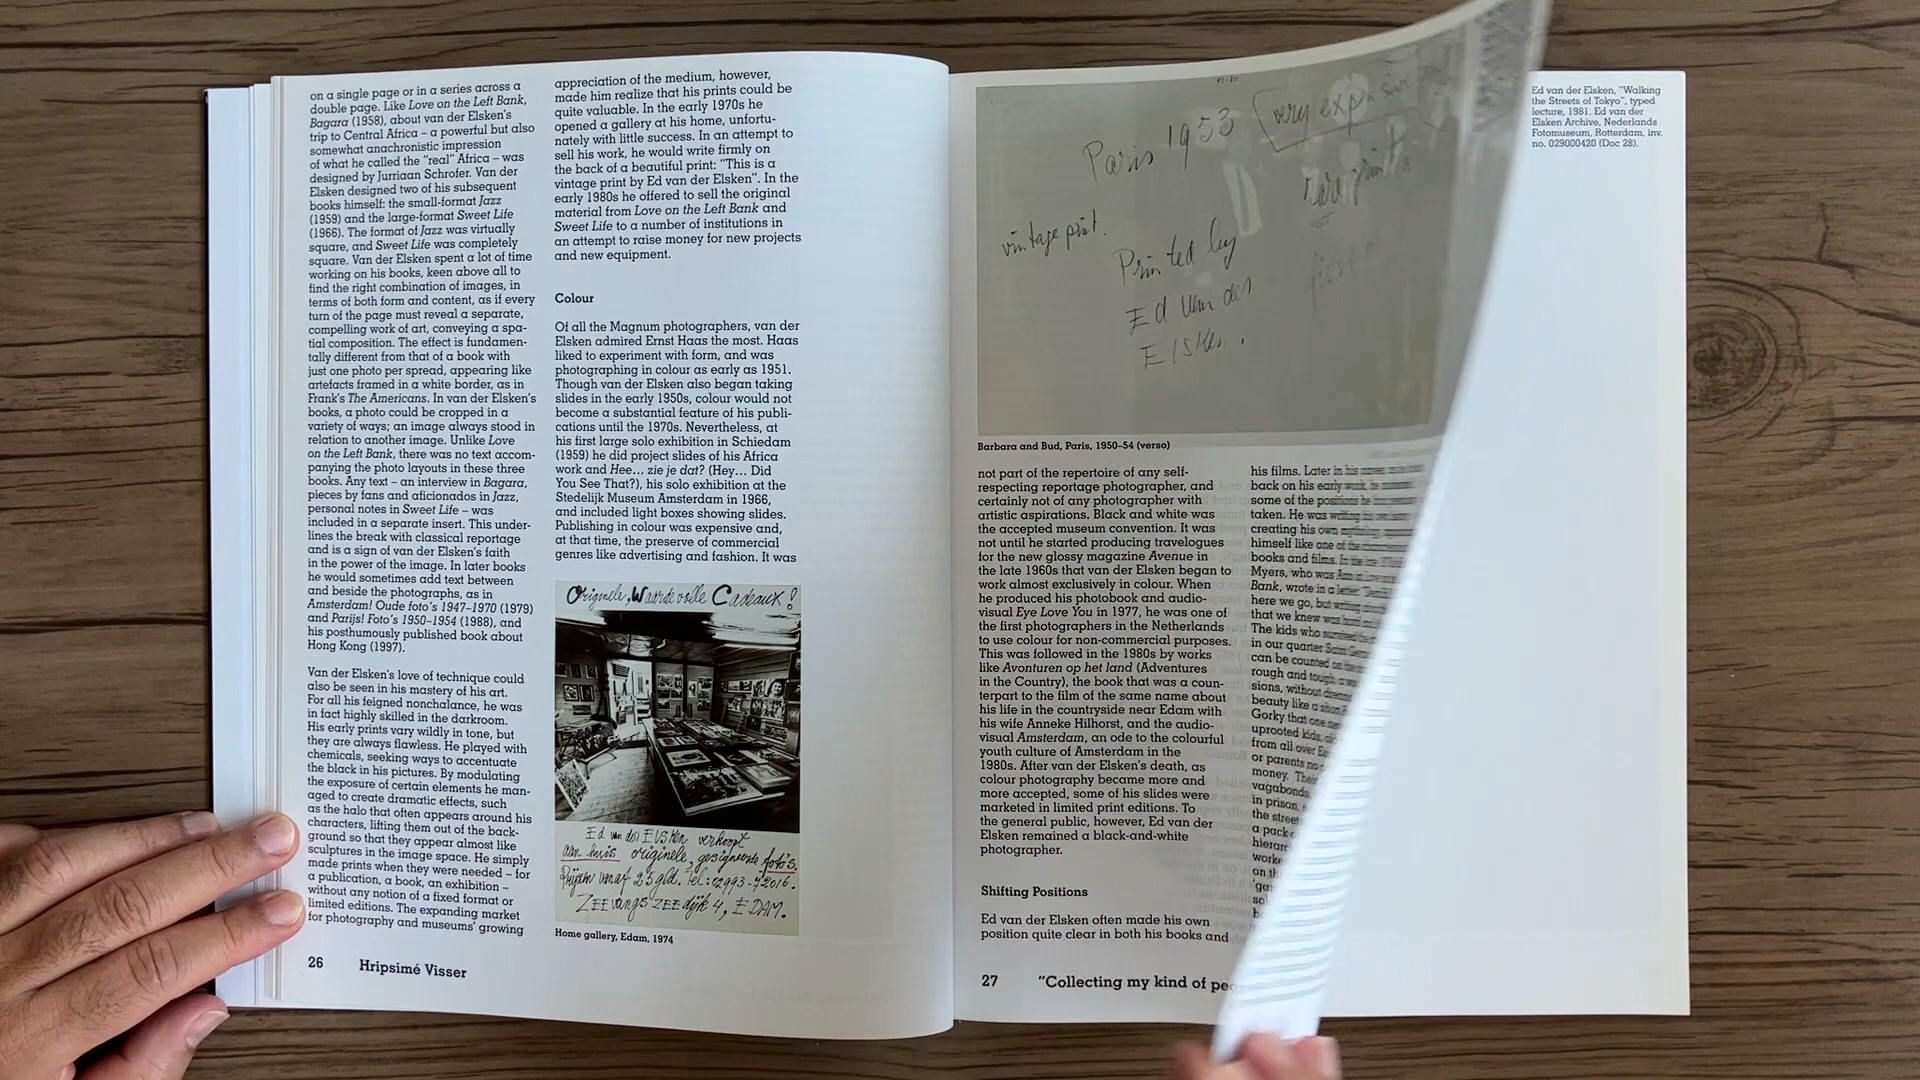 on a single page or in a series across a
double page. Like Love on the Left Bank,
Bagara (1958), about van der Elsken's
trip to Central Africa – a powerful but also
somewhat anachronistic impression
of what he called the "real" Africa – was
designed by Jurriaan Schrofer. Van der
Elsken designed two of his subsequent
books himself: the small-format Jazz
(1959) and the large-format Sweet Life
(1966). The format of Jazz was virtually
square, and Sweet Life was completely
square. Van der Elsken spent a lot of time
working on his books, keen above all to
find the right combination of images, in
terms of both form and content, as if every
turn of the page must reveal a separate,
compelling work of art, conveying a spa-
tial composition. The effect is fundamen-
tally different from that of a book with
just one photo per spread, appearing like
artefacts framed in a white border, as in
Frank's The Americans. In van der Elsken's
books, a photo could be cropped in a
variety of ways; an image always stood in
relation to another image. Unlike Love
on the Left Bank, there was no text accom-
panying the photo layouts in these three
books. Any text – an interview in Bagara,
pieces by fans and aficionados in Jazz,
personal notes in Sweet Life – was
included in a separate insert. This under-
lines the break with classical reportage
and is a sign of van der Elsken's faith
in the power of the image. In later books
he would sometimes add text between
and beside the photographs, as in
Amsterdam! Oude foto's 1947–1970 (1979)
and Parijs! Foto's 1950–1954 (1988), and
his posthumously published book about
Hong Kong (1997).
Van der Elsken's love of technique could
also be seen in his mastery of his art.
For all his feigned nonchalance, he was
in fact highly skilled in the darkroom.
His early prints vary wildly in tone, but
they are always flawless. He played with
chemicals, seeking ways to accentuate
the black in his pictures. By modulating
the exposure of certain elements he man-
aged to create dramatic effects, such
as the halo that often appears around his
characters, lifting them out of the back-
ground so that they appear almost like
sculptures in the image space. He simply
made prints when they were needed – for
a publication, a book, an exhibition –
without any notion of a fixed format or
limited editions. The expanding market
for photography and museums' growing
appreciation of the medium, however,
made him realize that his prints could be
quite valuable. In the early 1970s he
opened a gallery at his home, unfortu-
nately with little success. In an attempt to
sell his work, he would write firmly on
the back of a beautiful print: "This is a
vintage print by Ed van der Elsken". In the
early 1980s he offered to sell the original
material from Love on the Left Bank and
Sweet Life to a number of institutions in
an attempt to raise money for new projects
and new equipment.
Colour
Of all the Magnum photographers, van der
Elsken admired Ernst Haas the most. Haas
liked to experiment with form, and was
photographing in colour as early as 1951.
Though van der Elsken also began taking
slides in the early 1950s, colour would not
become a substantial feature of his publi-
cations until the 1970s. Nevertheless, at
his first large solo exhibition in Schiedam
(1959) he did project slides of his Africa
work and Hee... zie je dat? (Hey... Did
You See That?), his solo exhibition at the
Stedelijk Museum Amsterdam in 1966,
and included light boxes showing slides.
Publishing in colour was expensive and,
at that time, the preserve of commercial
genres like advertising and fashion. It was
Originele, Waardevolle Cadeaux!
Ed van der Elsken verkoopt
aan huis originele, gesigneerde foto's.
Prijzen vanaf 25 gld. tel: 02993-72016.
ZEEvangs ZEEdijk 4, EDAM.
Home gallery, Edam, 1974
26 Hripsimé Visser
Paris 1953 very
rare print
vintage print.
Printed by
Ed van der
Elsken.
Barbara and Bud, Paris, 1950–54 (verso)
not part of the repertoire of any self-
respecting reportage photographer, and
certainly not of any photographer with
artistic aspirations. Black and white was
the accepted museum convention. It was
not until he started producing travelogues
for the new glossy magazine Avenue in
the late 1960s that van der Elsken began to
work almost exclusively in colour. When
he produced his photobook and audio-
visual Eye Love You in 1977, he was one of
the first photographers in the Netherlands
to use colour for non-commercial purposes.
This was followed in the 1980s by works
like Avonturen op het land (Adventures
in the Country), the book that was a coun-
terpart to the film of the same name about
his life in the countryside near Edam with
his wife Anneke Hilhorst, and the audio-
visual Amsterdam, an ode to the colourful
youth culture of Amsterdam in the
1980s. After van der Elsken's death, as
colour photography became more and
more accepted, some of his slides were
marketed in limited print editions. To
the general public, however, Ed van der
Elsken remained a black-and-white
photographer.
Shifting Positions
Ed van der Elsken often made his own
position quite clear in both his books and
his films. Later in his
back on his early work, he
some of the positions he
taken. He was writing his
creating his own
himself like one of the
books and films. In the
Myers, who was Ann in
Bank, wrote in a letter:
here we go, but writing
that we knew was hard
The kids who survived
in our quarter Saint
can be counted on the
rough and tough, a
sions, without
beauty like a
Gorky that one
uprooted kids,
from all over
or parents no
money. Their
vagabonds,
in prison,
the street
a pack
on
27 "Collecting my kind of
Ed van der Elsken, "Walking
the Streets of Tokyo", typed
lecture, 1981. Ed van der
Elsken Archive, Nederlands
Fotomuseum, Rotterdam, inv.
no. 029000420 (Doc 28).